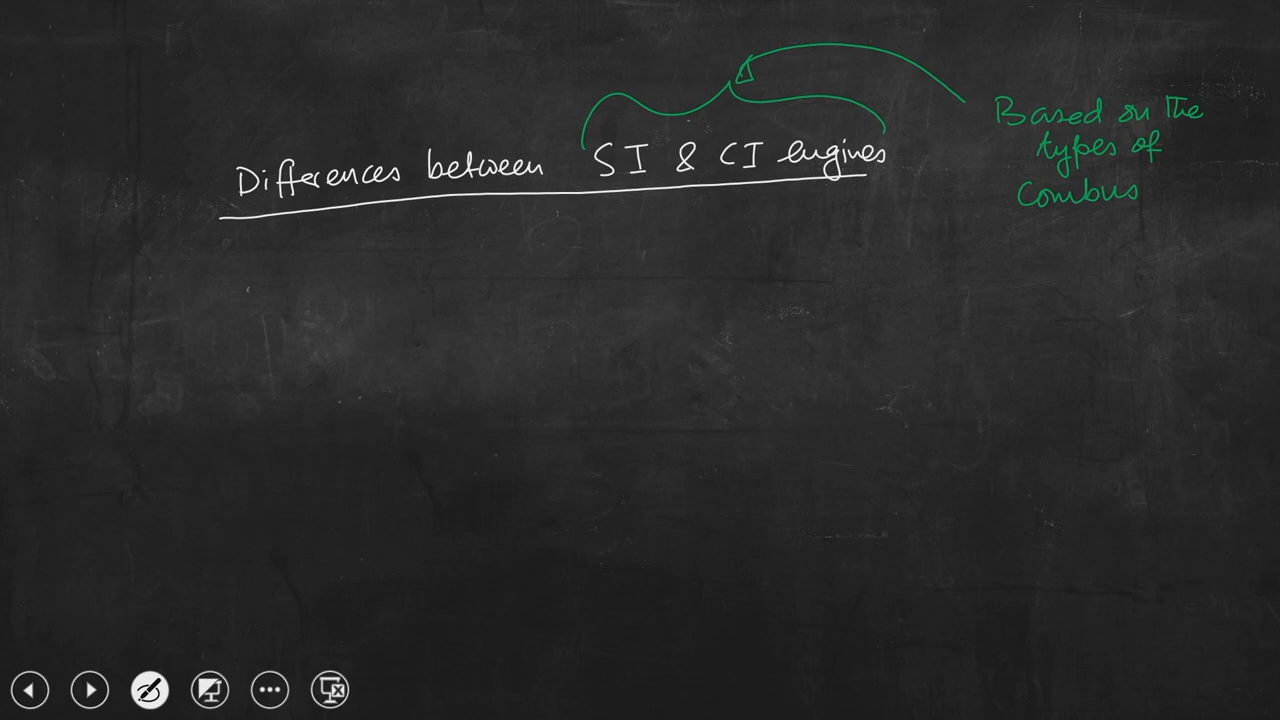 Differences between SI & CI engines
Based on the
types of
Combus